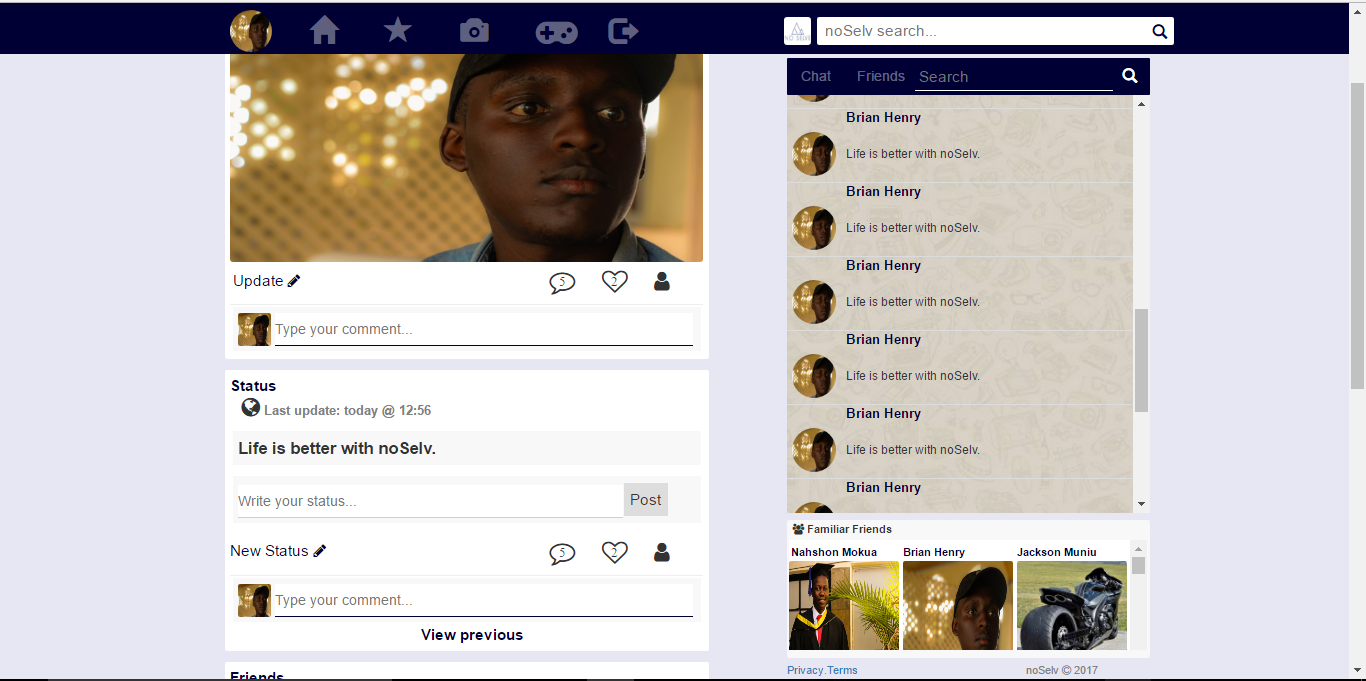 NO SELV
noSelv search...
Chat Friends Search
Update
5
2
Type your comment...
Status
Last update: today @ 12:56
Life is better with noSelv.
Write your status...
Post
New Status
5
2
Type your comment...
View previous
Friends
Brian Henry
Life is better with noSelv.
Brian Henry
Life is better with noSelv.
Brian Henry
Life is better with noSelv.
Brian Henry
Life is better with noSelv.
Brian Henry
Life is better with noSelv.
Brian Henry
Familiar Friends
Nahshon Mokua Brian Henry Jackson Muniu
Privacy.Terms noSelv © 2017